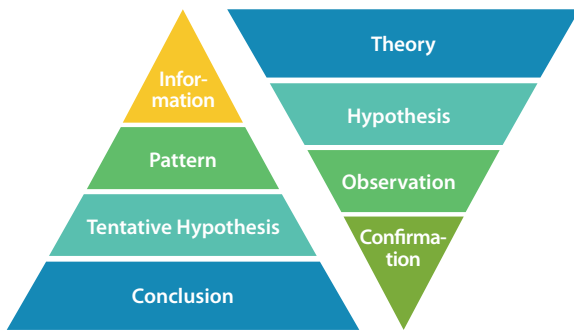 Infor-
mation
Pattern
Tentative Hypothesis
Conclusion
Theory
Hypothesis
Observation
Confirma-
tion